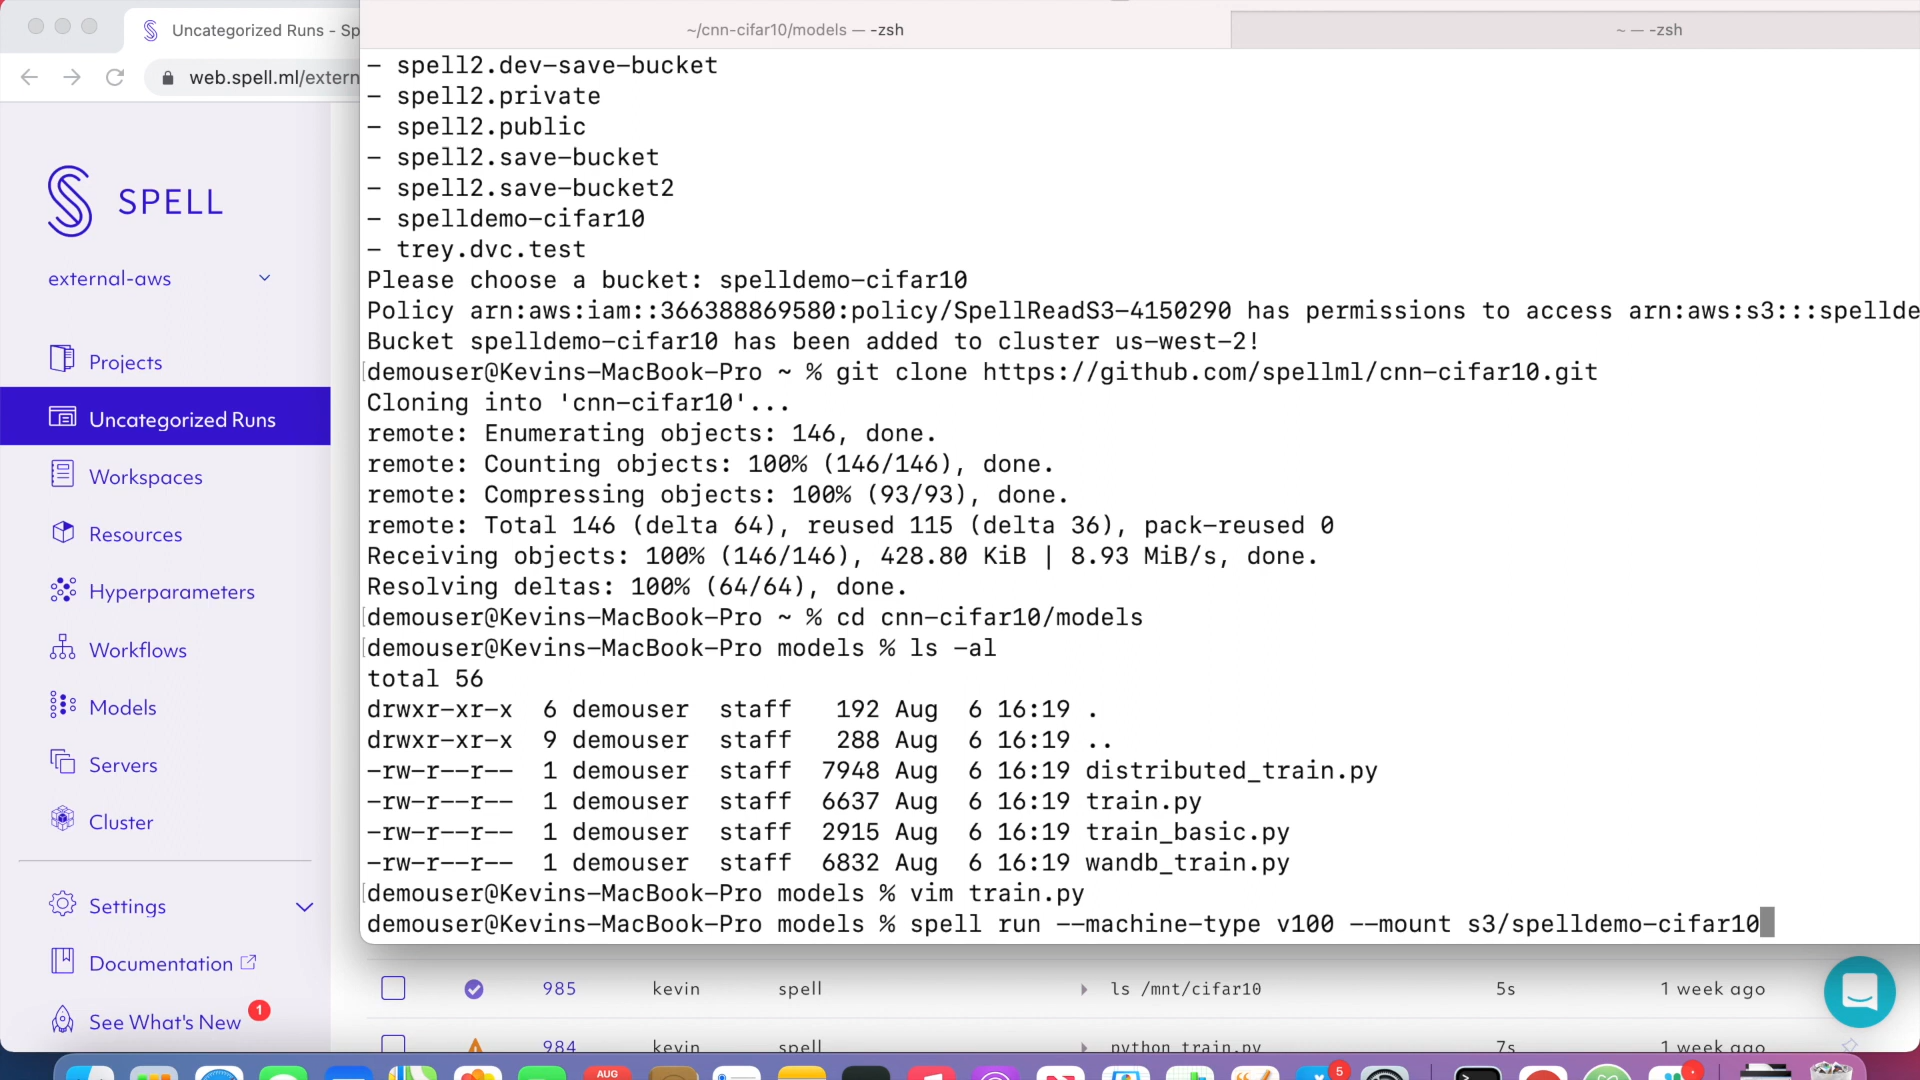 Uncategorized Runs - Sp
~/cnn-cifar10/models — -zsh
~ — -zsh
web.spell.ml/extern
SPELL
external-aws
Projects
Uncategorized Runs
Workspaces
Resources
Hyperparameters
Workflows
Models
Servers
Cluster
Settings
Documentation
See What's New
1
- spell2.dev-save-bucket
- spell2.private
- spell2.public
- spell2.save-bucket
- spell2.save-bucket2
- spelldemo-cifar10
- trey.dvc.test
Please choose a bucket: spelldemo-cifar10
Policy arn:aws:iam::366388869580:policy/SpellReadS3-4150290 has permissions to access arn:aws:s3:::spellde
Bucket spelldemo-cifar10 has been added to cluster us-west-2!
[demouser@Kevins-MacBook-Pro ~ % git clone https://github.com/spellml/cnn-cifar10.git
Cloning into 'cnn-cifar10'...
remote: Enumerating objects: 146, done.
remote: Counting objects: 100% (146/146), done.
remote: Compressing objects: 100% (93/93), done.
remote: Total 146 (delta 64), reused 115 (delta 36), pack-reused 0
Receiving objects: 100% (146/146), 428.80 KiB | 8.93 MiB/s, done.
Resolving deltas: 100% (64/64), done.
[demouser@Kevins-MacBook-Pro ~ % cd cnn-cifar10/models
[demouser@Kevins-MacBook-Pro models % ls -al
total 56
drwxr-xr-x  6 demouser  staff   192 Aug  6 16:19 .
drwxr-xr-x  9 demouser  staff   288 Aug  6 16:19 ..
-rw-r--r--  1 demouser  staff  7948 Aug  6 16:19 distributed_train.py
-rw-r--r--  1 demouser  staff  6637 Aug  6 16:19 train.py
-rw-r--r--  1 demouser  staff  2915 Aug  6 16:19 train_basic.py
-rw-r--r--  1 demouser  staff  6832 Aug  6 16:19 wandb_train.py
[demouser@Kevins-MacBook-Pro models % vim train.py
demouser@Kevins-MacBook-Pro models % spell run --machine-type v100 --mount s3/spelldemo-cifar10
985 kevin spell ls /mnt/cifar10 5s 1 week ago
984 kevin spell python train.py 7s 1 week ago
AUG
5